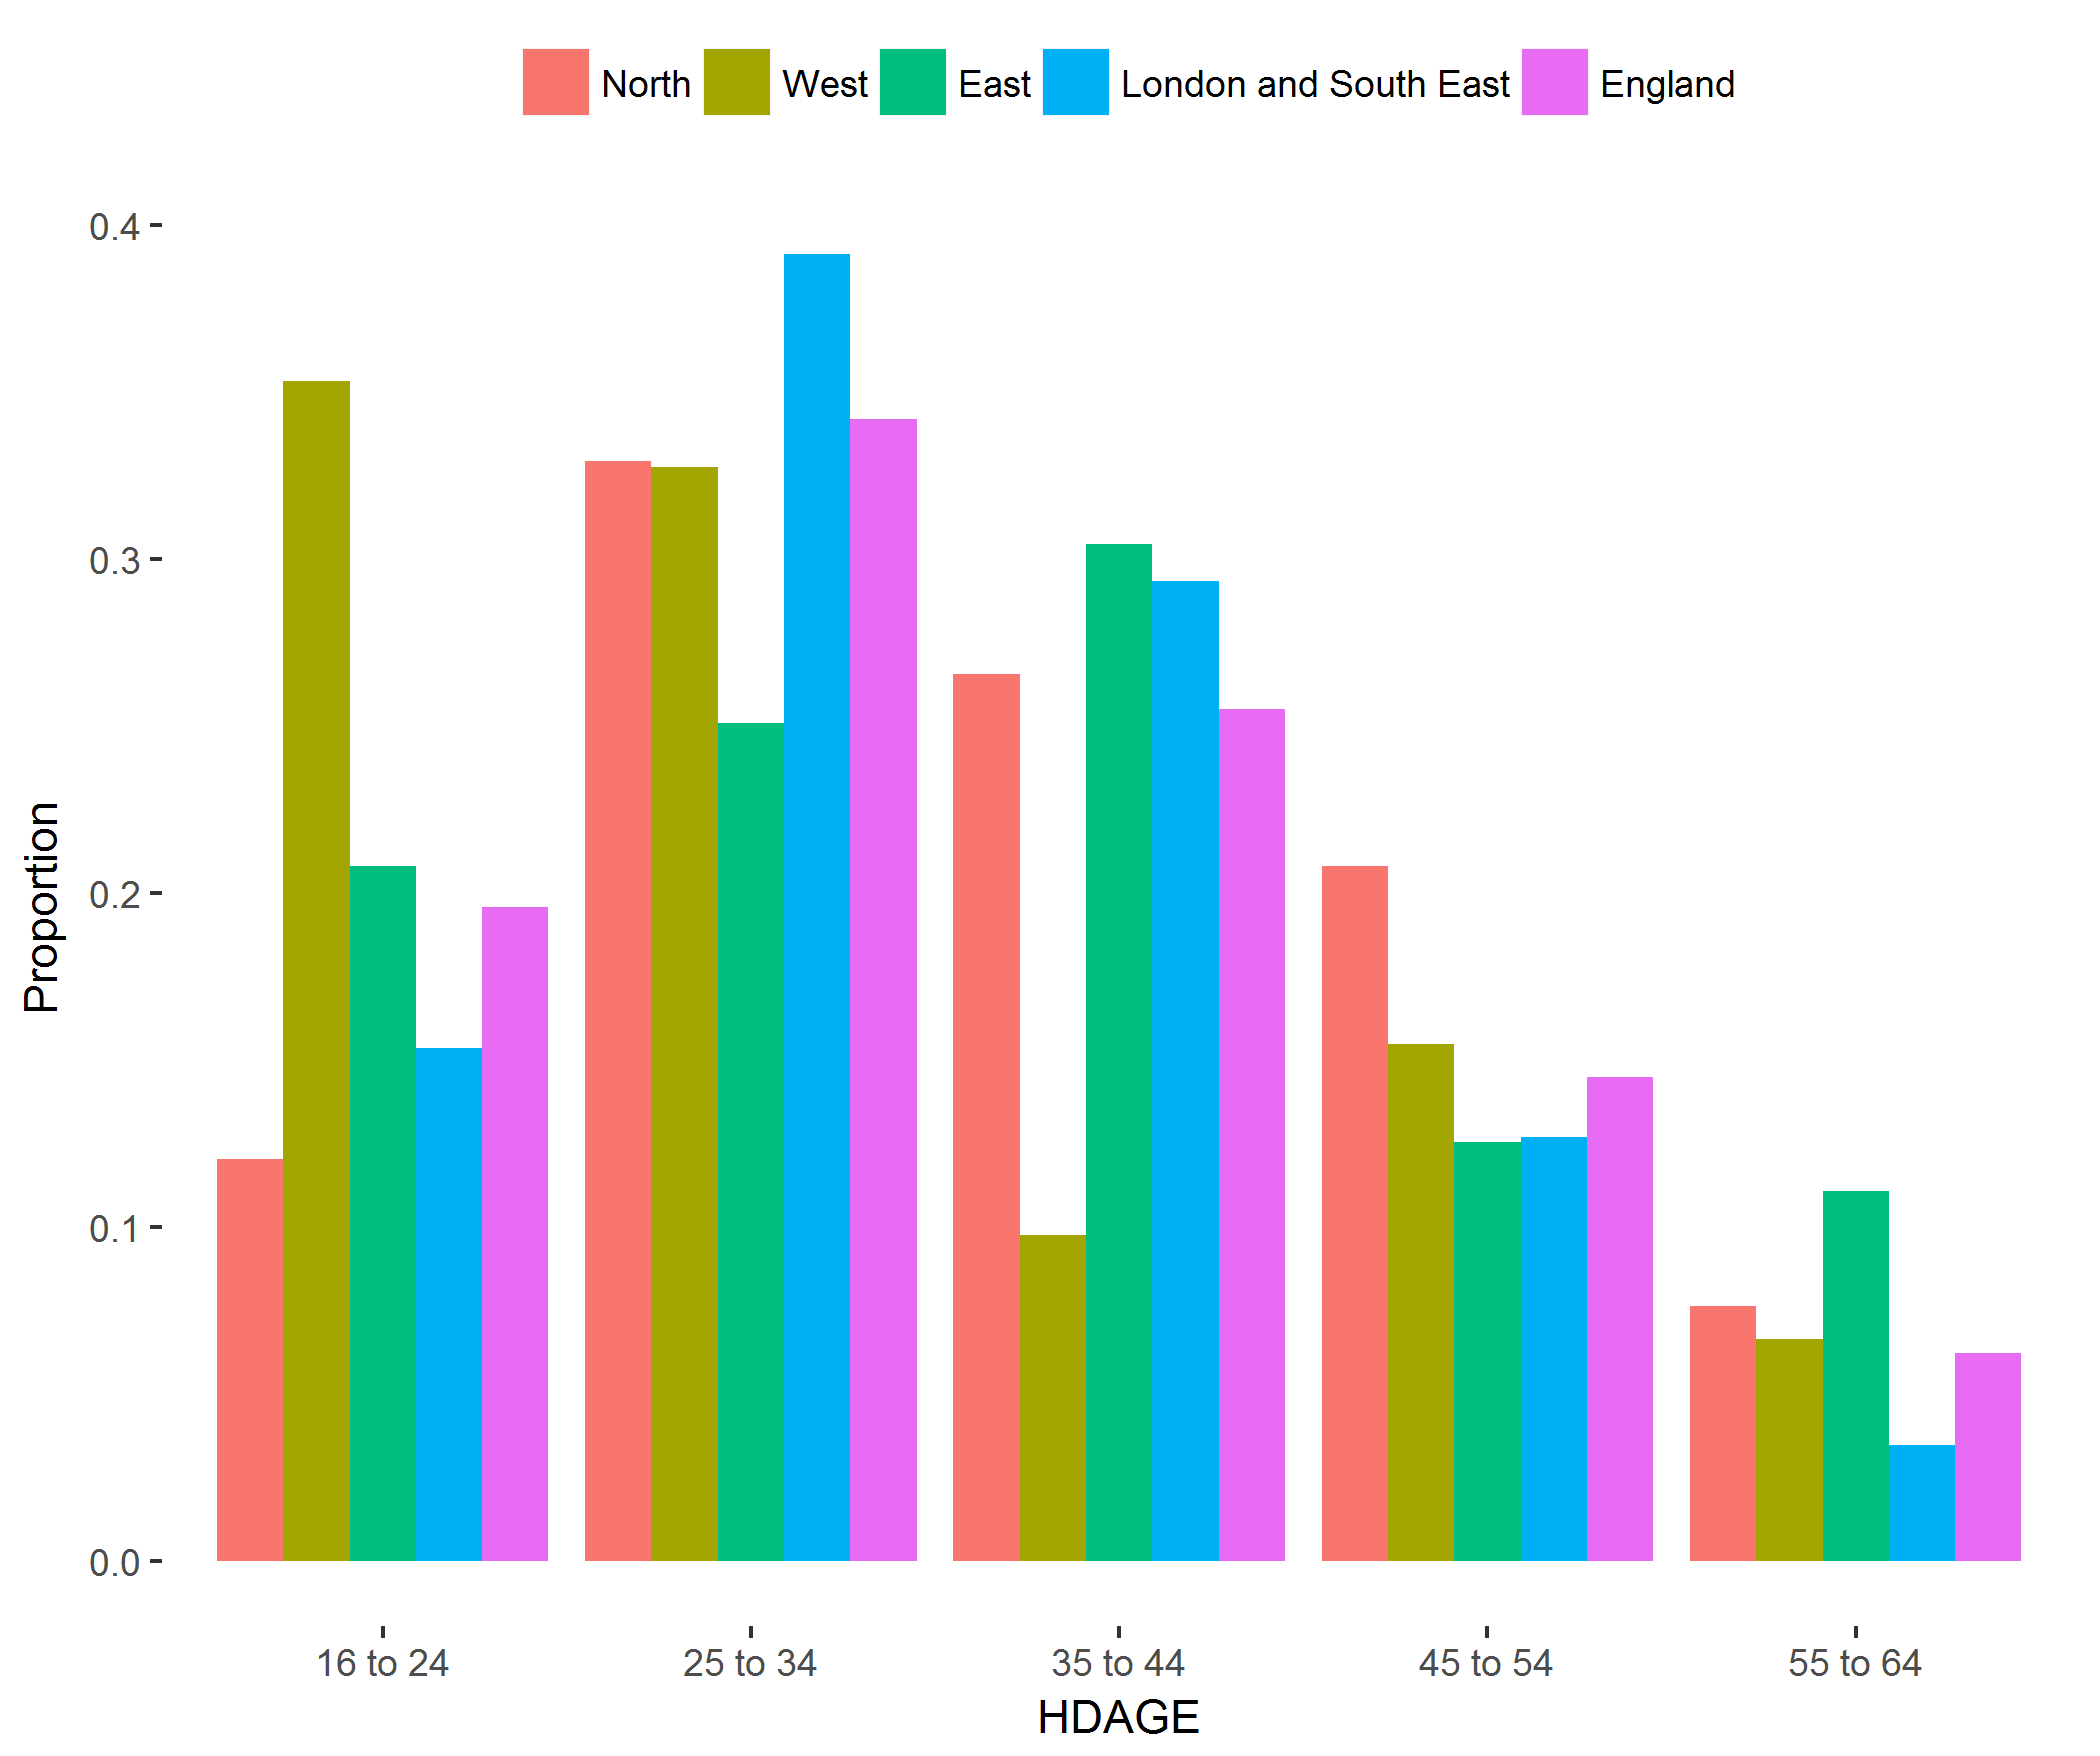 North West East London and South East England
0.4
0.3
0.2
0.1
0.0
Proportion
16 to 24 25 to 34 35 to 44 45 to 54 55 to 64
HDAGE